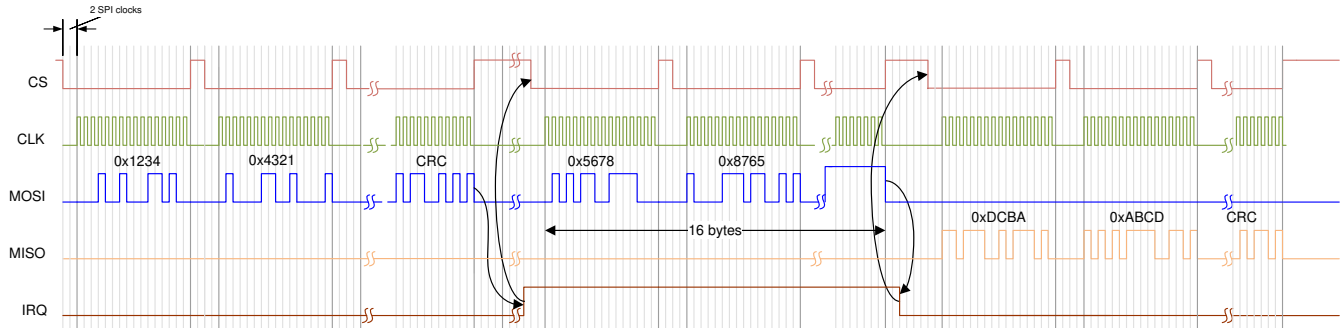 2 SPI clocks
CS
CLK
0x1234 0x4321 CRC 0x5678 0x8765
MOSI
0xDCBA 0xABCD CRC
16 bytes
MISO
IRQ